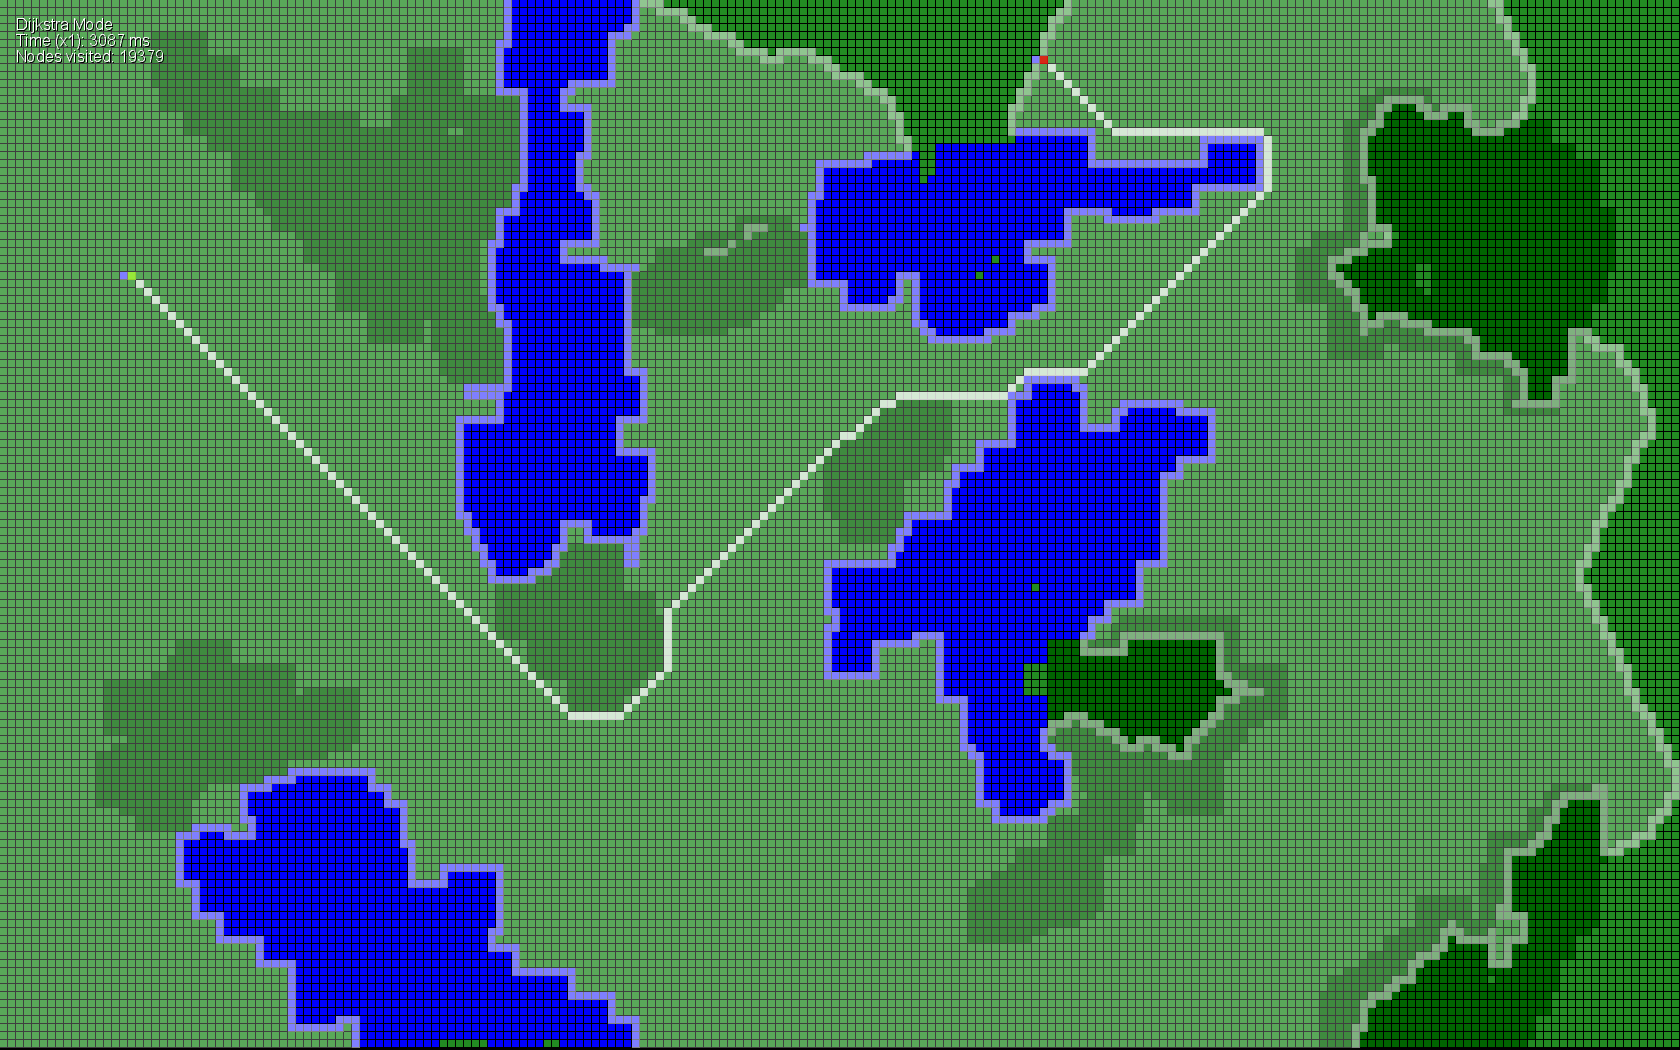 Dijkstra Mode
Time (x1): 3087 ms
Nodes visited: 19379